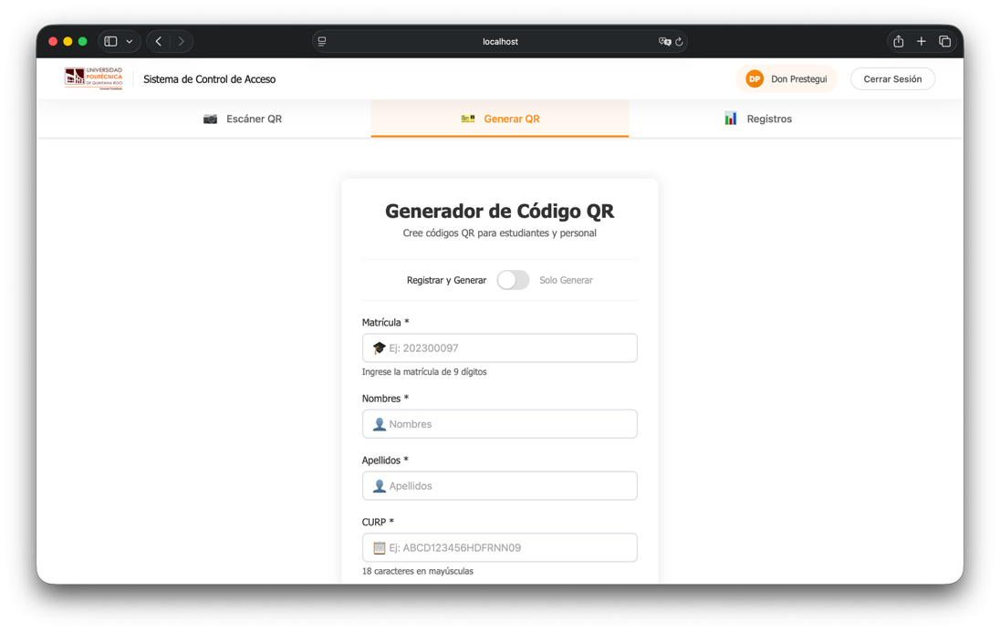 localhost
UNIVERSIDAD
POLITÉCNICA
DE QUINTANA ROO
Sistema de Control de Acceso
DP
Don Prestegui
Cerrar Sesión
Escáner QR
Generar QR
Registros
Generador de Código QR
Cree códigos QR para estudiantes y personal
Registrar y Generar
Solo Generar
Matrícula *
Ej: 202300097
Ingrese la matrícula de 9 dígitos
Nombres *
Nombres
Apellidos *
Apellidos
CURP *
Ej: ABCD123456HDFRNN09
18 caracteres en mayúsculas